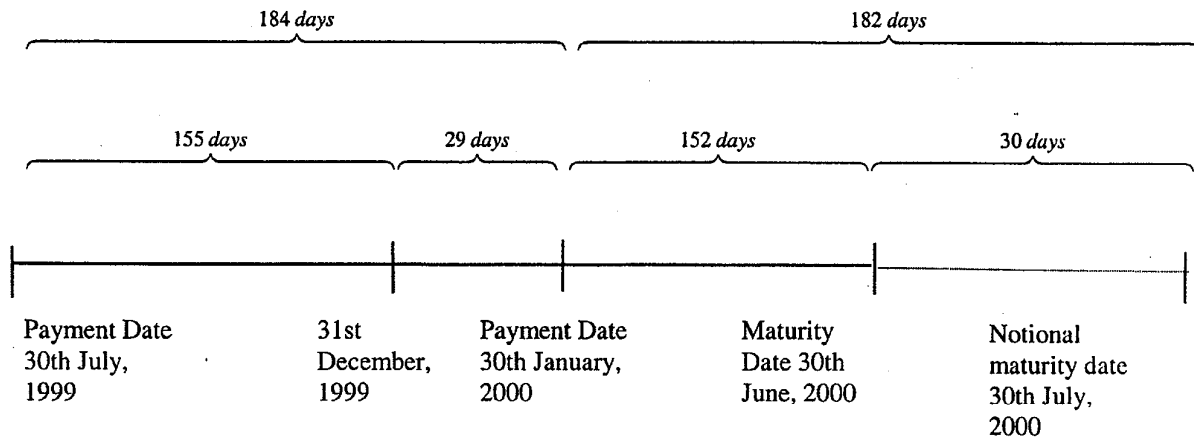 184 days 182 days
155 days 29 days 152 days 30 days
Payment Date 31st Payment Date Maturity Notional
30th July, December, 30th January, Date 30th maturity date
1999 1999 2000 June, 2000 30th July,
2000